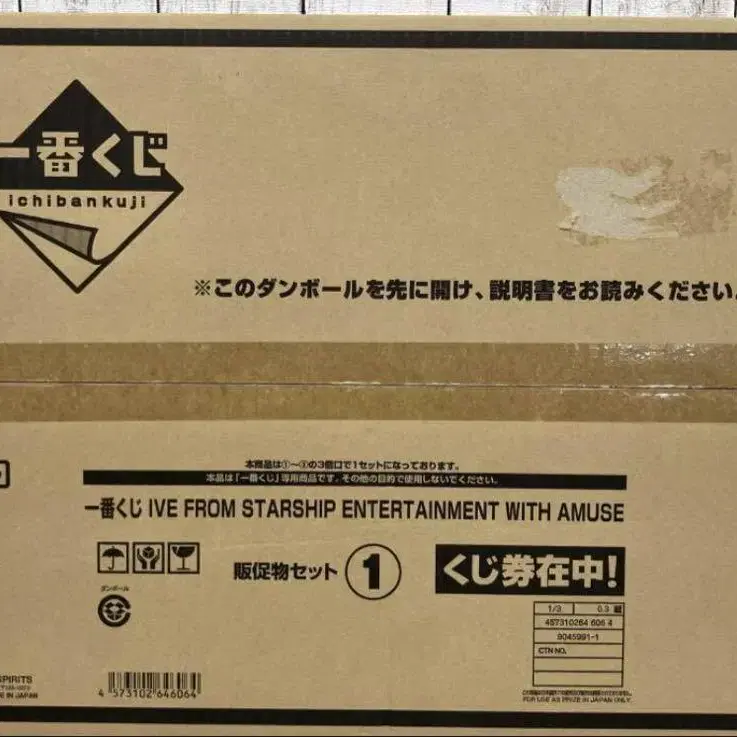 一番くじ
ichibankuji
※このダンボールを先に開け、説明書をお読みください。
本商品は①〜③の3個口で1セットになっております。
本品は「一番くじ」専用商品です。その他の目的で使用しないでください。
一番くじ IVE FROM STARSHIP ENTERTAINMENT WITH AMUSE
販促物セット 1
くじ券在中!
ダンボール
1/3 0.3
457310264 606 4
9045991-1
CTN NO.
FOR USE AS PRIZE IN JAPAN ONLY
SPIRITS
IN JAPAN
4 573102 646064